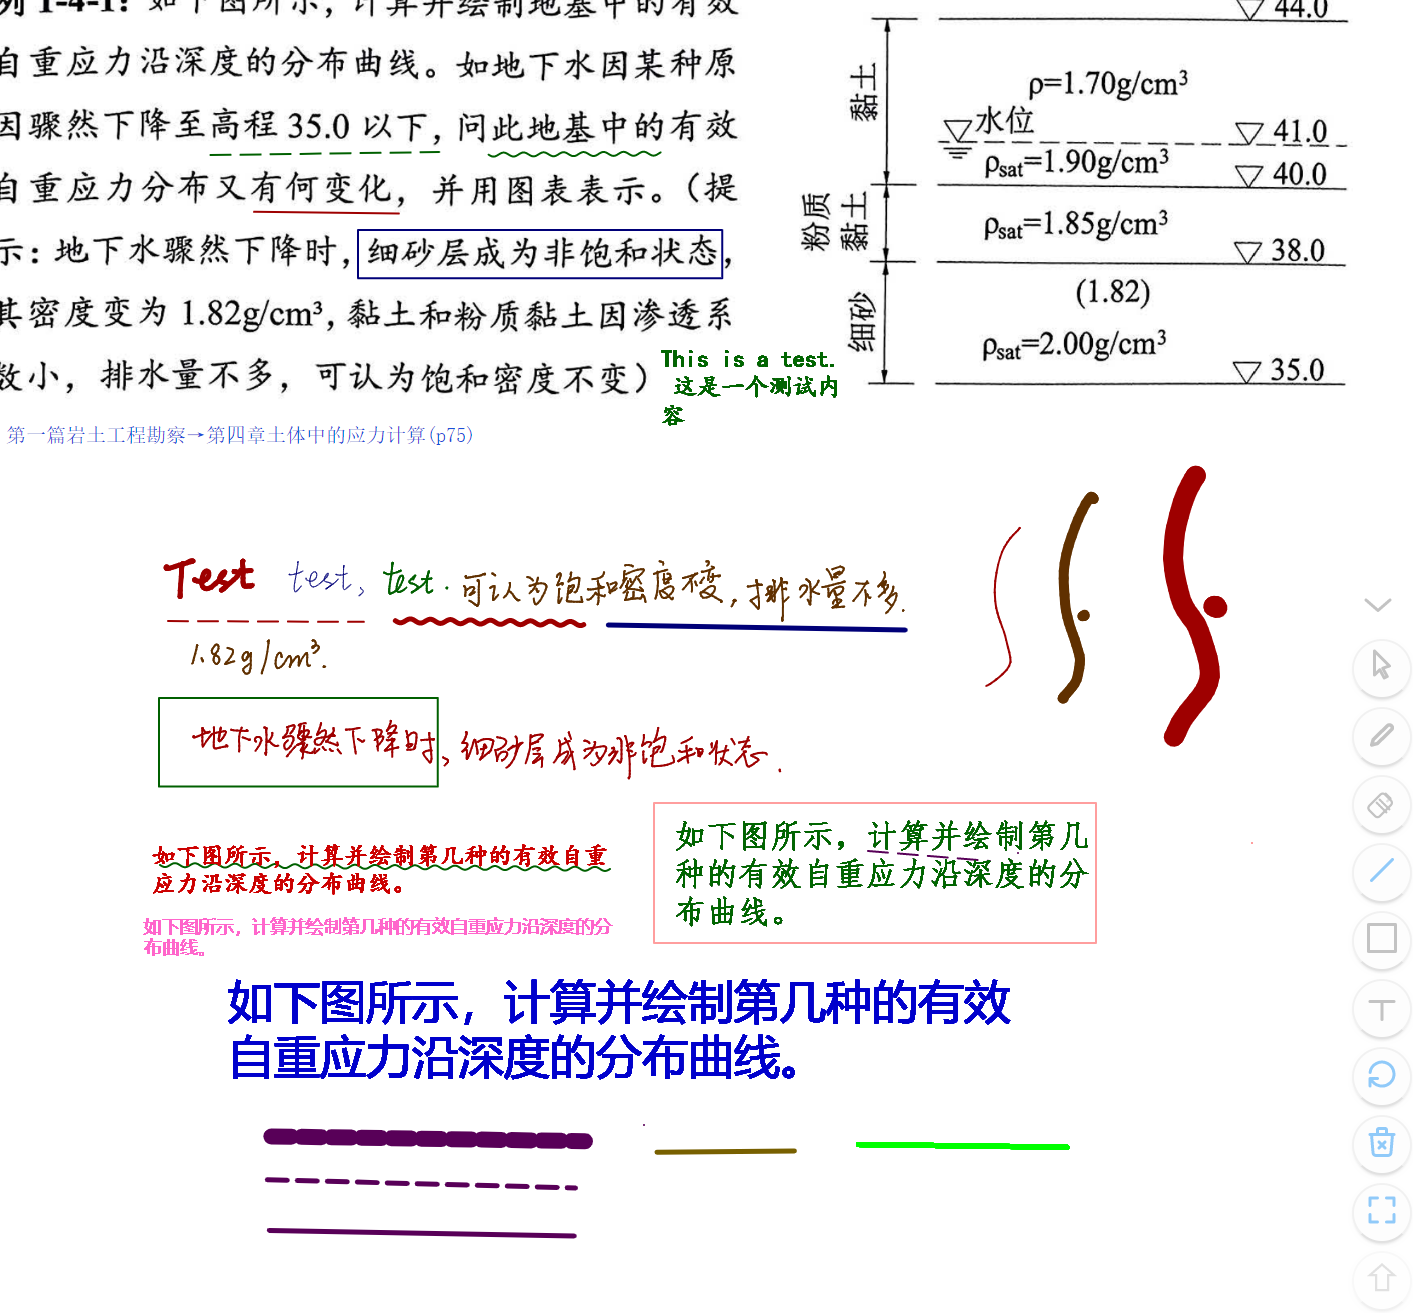 例 1-4-1：如下图所示，计算并绘制地基中的有效
自重应力沿深度的分布曲线。如地下水因某种原
因骤然下降至高程 35.0 以下，问此地基中的有效
自重应力分布又有何变化，并用图表表示。（提
示：地下水骤然下降时，细砂层成为非饱和状态，
其密度变为 1.82g/cm³，黏土和粉质黏土因渗透系
数小，排水量不多，可认为饱和密度不变）
44.0
黏土
ρ=1.70g/cm³
水位
41.0
ρsat=1.90g/cm³
40.0
粉质
黏土
ρsat=1.85g/cm³
38.0
细砂
(1.82)
ρsat=2.00g/cm³
35.0
This is a test.
这是一个测试内
容
第一篇岩土工程勘察→第四章土体中的应力计算(p75)
Test test, test. 可认为饱和密度不变，排水量不多.
1.82g/cm³.
地下水骤然下降时、细砂层成为非饱和状态.
如下图所示，计算并绘制第几种的有效自重
应力沿深度的分布曲线。
如下图所示，计算并绘制第几种的有效自重应力沿深度的分
布曲线。
如下图所示，计算并绘制第几
种的有效自重应力沿深度的分
布曲线。
如下图所示，计算并绘制第几种的有效
自重应力沿深度的分布曲线。
T